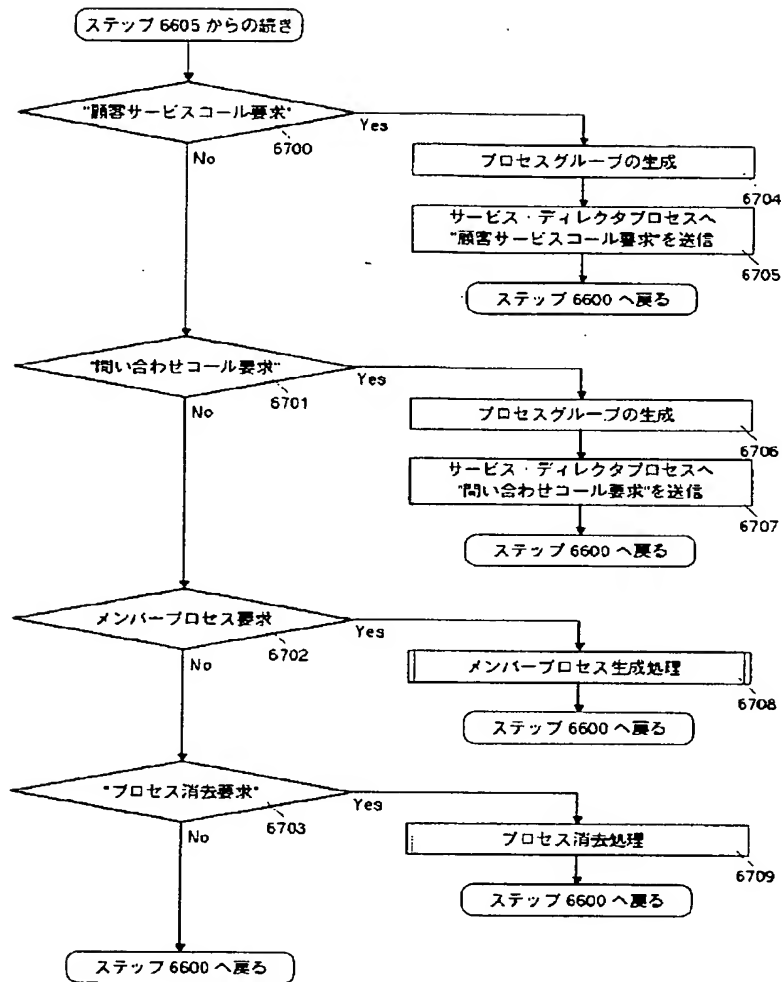 ステップ 6605 からの続き
"顧客サービスコール要求"
6700
Yes
No
プロセスグループの生成
6704
サービス・ディレクタプロセスへ
"顧客サービスコール要求"を送信
6705
ステップ 6600 へ戻る
"問い合わせコール要求"
6701
Yes
No
プロセスグループの生成
6706
サービス・ディレクタプロセスへ
"問い合わせコール要求"を送信
6707
ステップ 6600 へ戻る
メンバープロセス要求
6702
Yes
No
メンバープロセス生成処理
6708
ステップ 6600 へ戻る
"プロセス消去要求"
6703
Yes
No
プロセス消去処理
6709
ステップ 6600 へ戻る
ステップ 6600 へ戻る